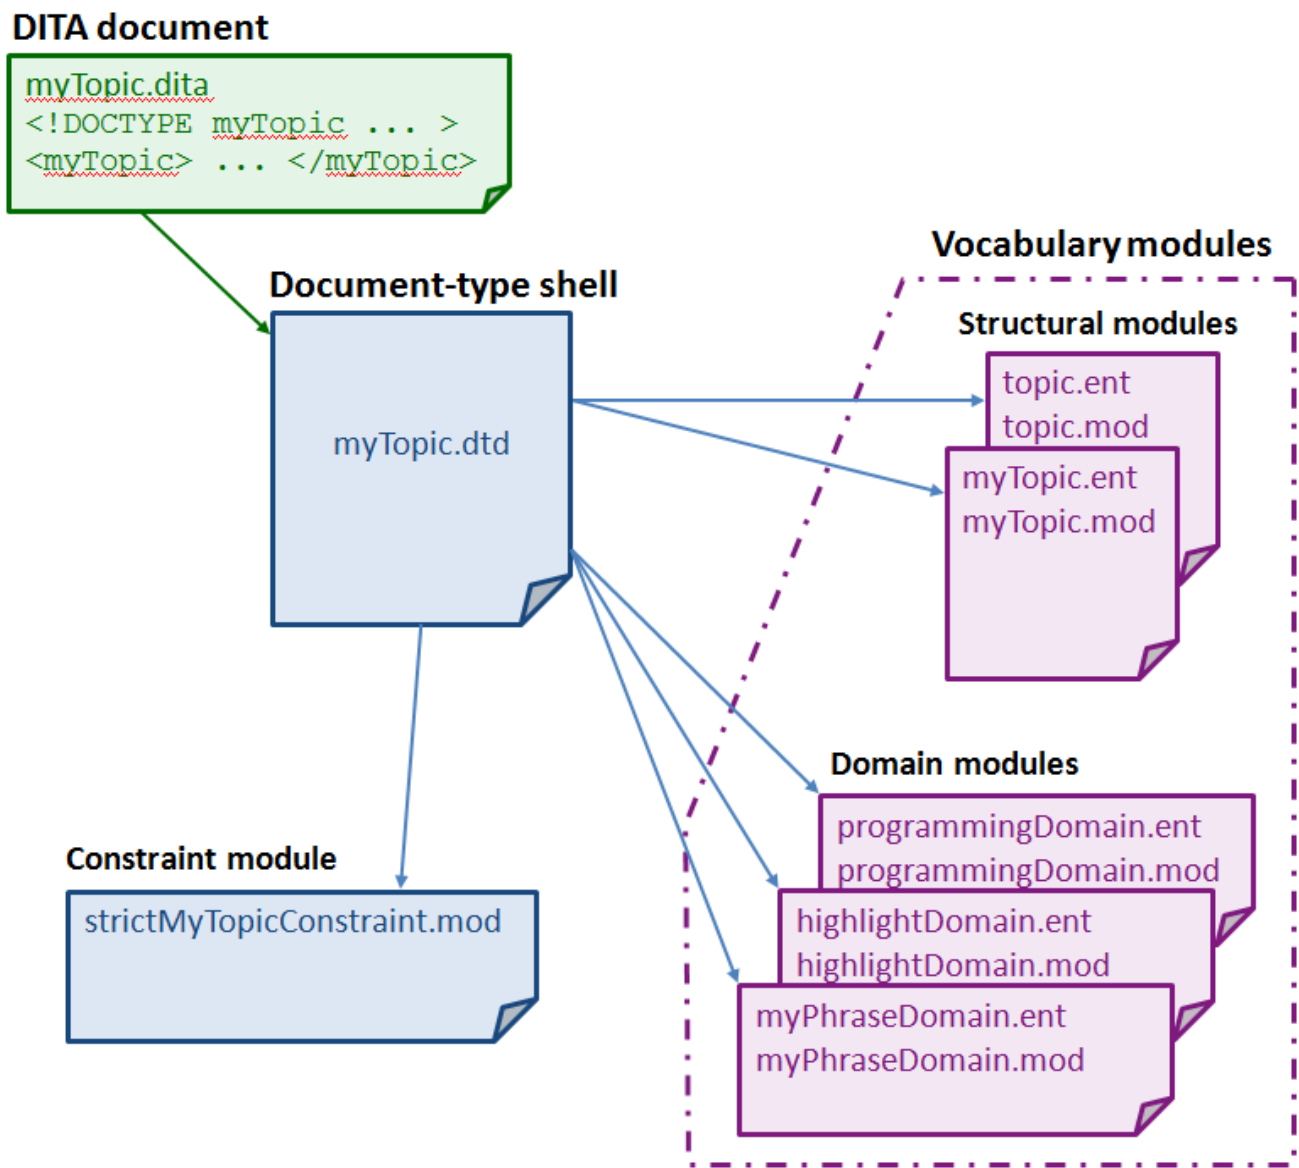 DITA document
myTopic.dita
<!DOCTYPE myTopic ... >
<myTopic> ... </myTopic>
Document-type shell
myTopic.dtd
Vocabulary modules
Structural modules
topic.ent
topic.mod
myTopic.ent
myTopic.mod
Domain modules
programmingDomain.ent
programmingDomain.mod
highlightDomain.ent
highlightDomain.mod
myPhraseDomain.ent
myPhraseDomain.mod
Constraint module
strictMyTopicConstraint.mod